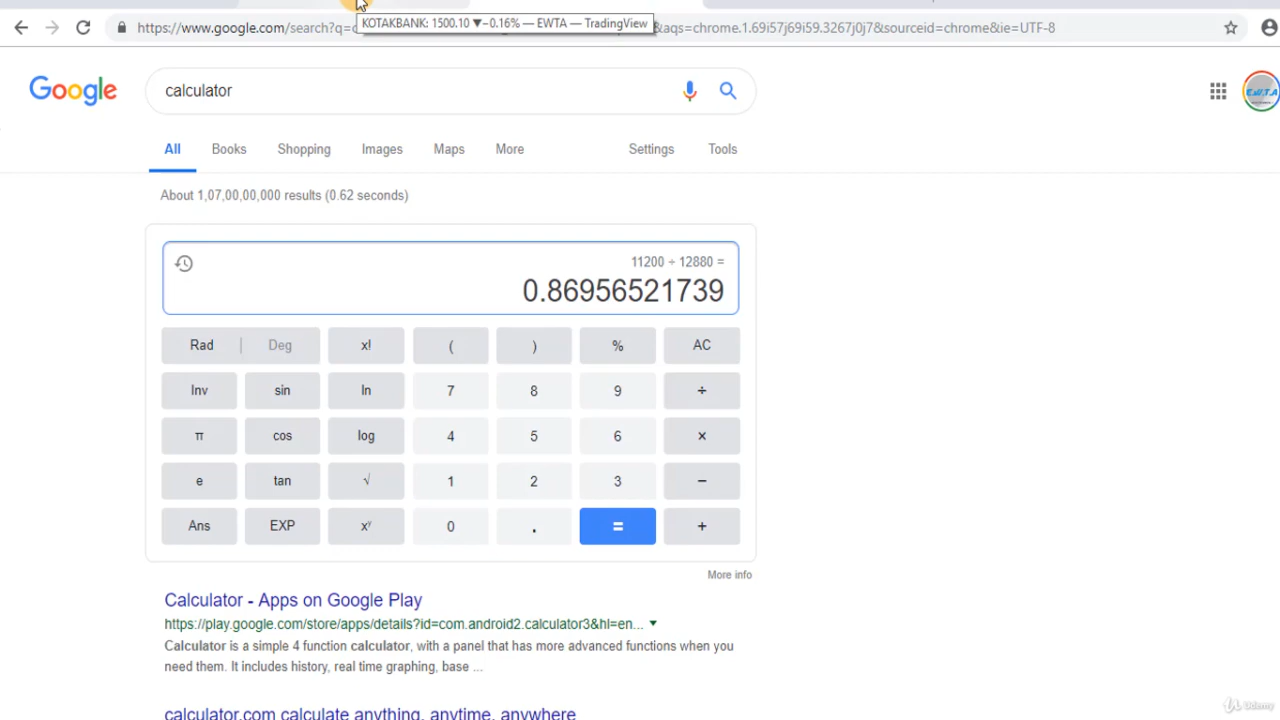 KOTAKBANK: 1500.10 ▼−0.16% — EWTA — TradingView
https://www.google.com/search?q= &aqs=chrome.1.69i57j69i59.3267j0j7&sourceid=chrome&ie=UTF-8
Google
calculator
E.W.T.A
All Books Shopping Images Maps More Settings Tools
About 1,07,00,00,000 results (0.62 seconds)
11200 ÷ 12880 =
0.86956521739
Rad | Deg x! ( ) % AC
Inv sin ln 7 8 9 ÷
π cos log 4 5 6 ×
e tan √ 1 2 3 −
Ans EXP xʸ 0 . = +
More info
Calculator - Apps on Google Play
https://play.google.com/store/apps/details?id=com.android2.calculator3&hl=en...
Calculator is a simple 4 function calculator, with a panel that has more advanced functions when you
need them. It includes history, real time graphing, base ...
calculator.com calculate anything, anytime, anywhere
Udemy